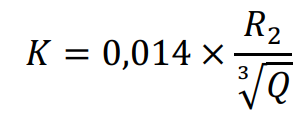 K = 0,014 × R₂ / ∛Q